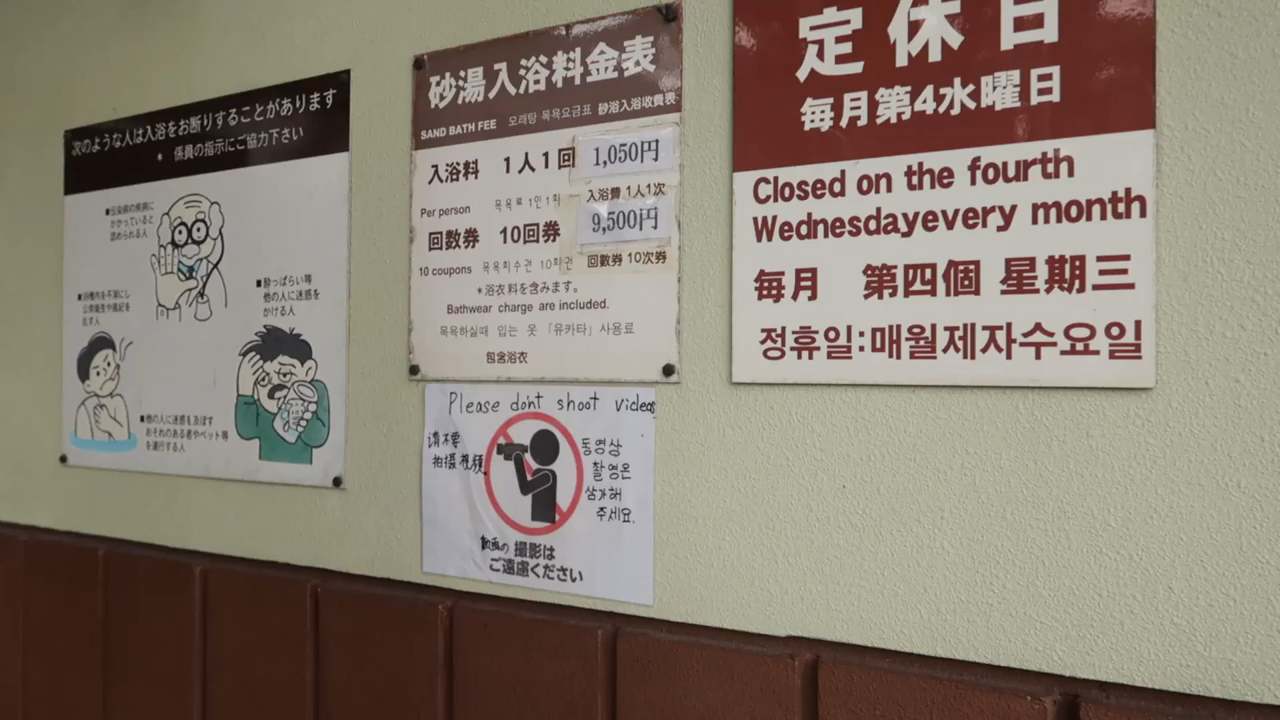 次のような人は入浴をお断りすることがあります
* 係員の指示にご協力下さい
■伝染病の疾病に
かかっていると
認められる人
■酔っぱらい等
他の人に迷惑を
かける人
■浴槽内を不潔にし
公衆衛生や風紀を
乱す人
■他の人に迷惑を及ぼす
おそれのある者やペット等
を連行する人
砂湯入浴料金表
SAND BATH FEE 모래탕 목욕요금표 砂浴入浴收費表
入浴料 1人1回 1,050円
Per person 목욕료 1인1회 入浴費 1人1次
回数券 10回券 9,500円
10 coupons 목욕회수권 10회권 回數券 10次券
*浴衣料を含みます。
Bathwear charge are included.
목욕하실때 입는 옷 「유카타」 사용료
包含浴衣
Please don't shoot videos
请不要
拍摄视频
동영상
촬영은
삼가해
주세요.
動画の 撮影は
ご遠慮ください
定休日
毎月第4水曜日
Closed on the fourth
Wednesdayevery month
毎月 第四個 星期三
정휴일:매월제자수요일